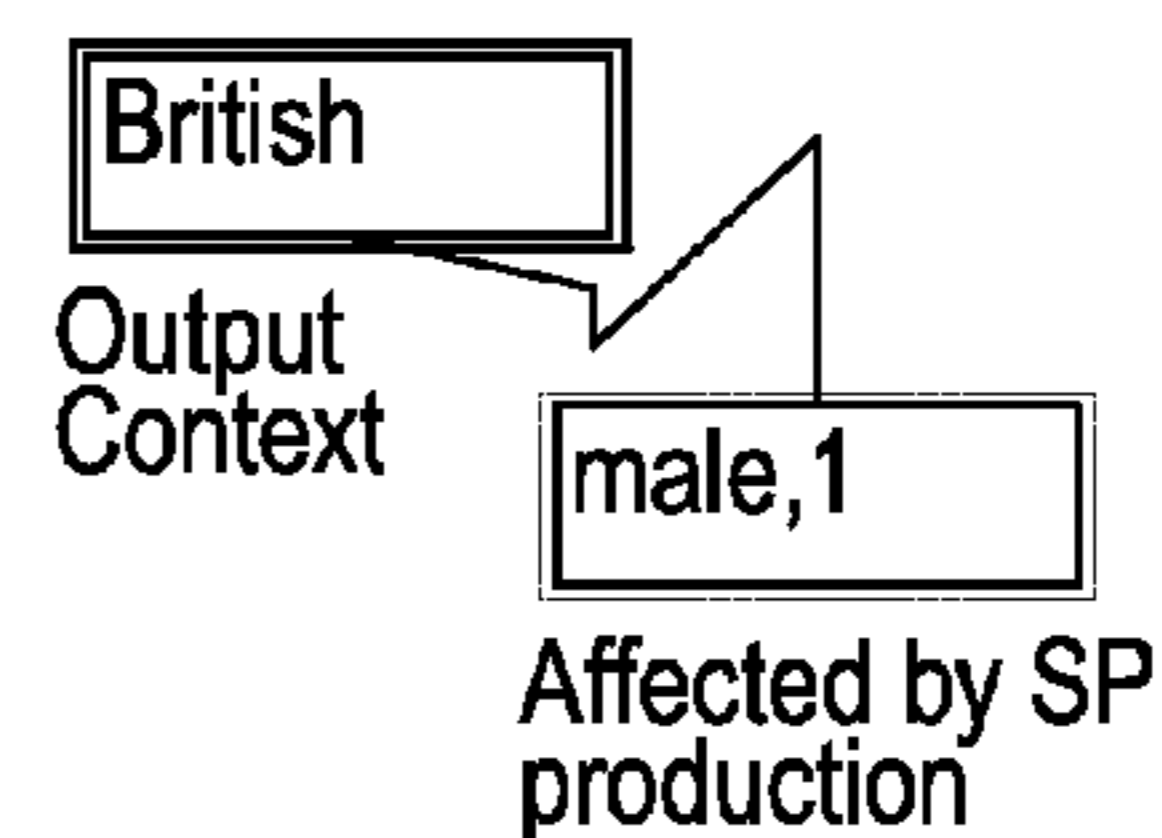 British
Output
Context
male,1
Affected by SP
production